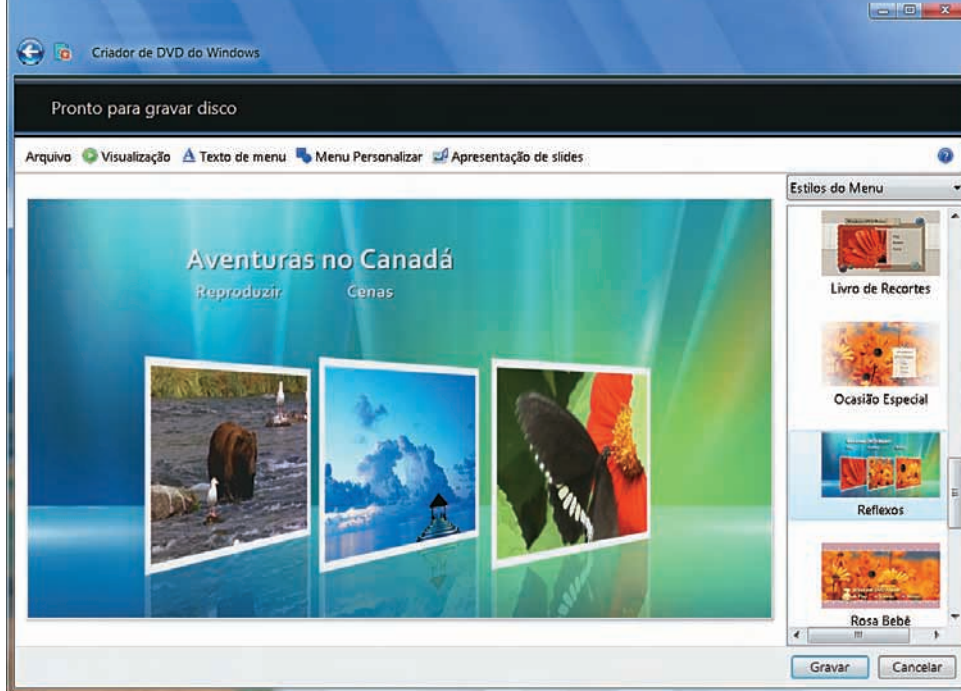 Criador de DVD do Windows
Pronto para gravar disco
Arquivo Visualização Texto de menu Menu Personalizar Apresentação de slides
Estilos do Menu
Aventuras no Canadá
Reproduzir Cenas
Livro de Recortes
Ocasião Especial
Reflexos
Rosa Bebê
Gravar Cancelar